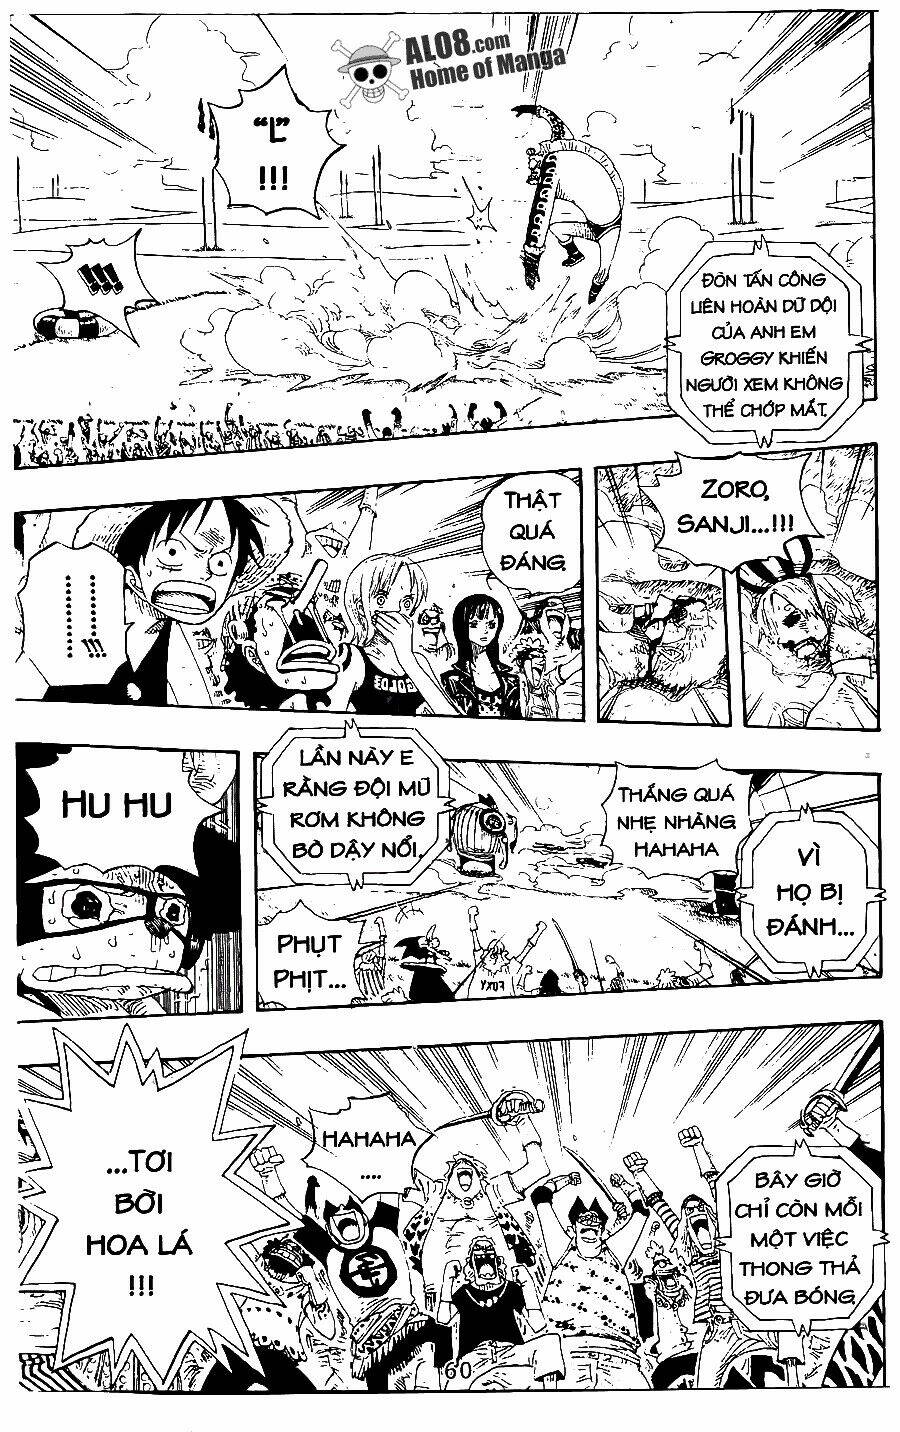 AL08.com
Home of Manga
"L"
!!!
!!!
ĐÒN TẤN CÔNG
LIÊN HOÀN DỮ DỘI
CỦA ANH EM
GROGGY KHIẾN
NGƯỜI XEM KHÔNG
THỂ CHỚP MẮT.
ZORO,
SANJI...!!!
THẬT
QUÁ
ĐÁNG.
......... !!!
HU HU
LẦN NÀY E
RẰNG ĐỘI MŨ
RƠM KHÔNG
BÒ DẬY NỔI,
THẮNG QUÁ
NHẸ NHÀNG.
HAHAHA
VÌ
HỌ BỊ
ĐÁNH...
PHỤT
PHỊT...
FOXY
...TƠI
BỜI
HOA LÁ
!!!
HAHAHA
....
BÂY GIỜ
CHỈ CÒN MỖI
MỘT VIỆC
THONG THẢ
ĐƯA BÓNG.
60